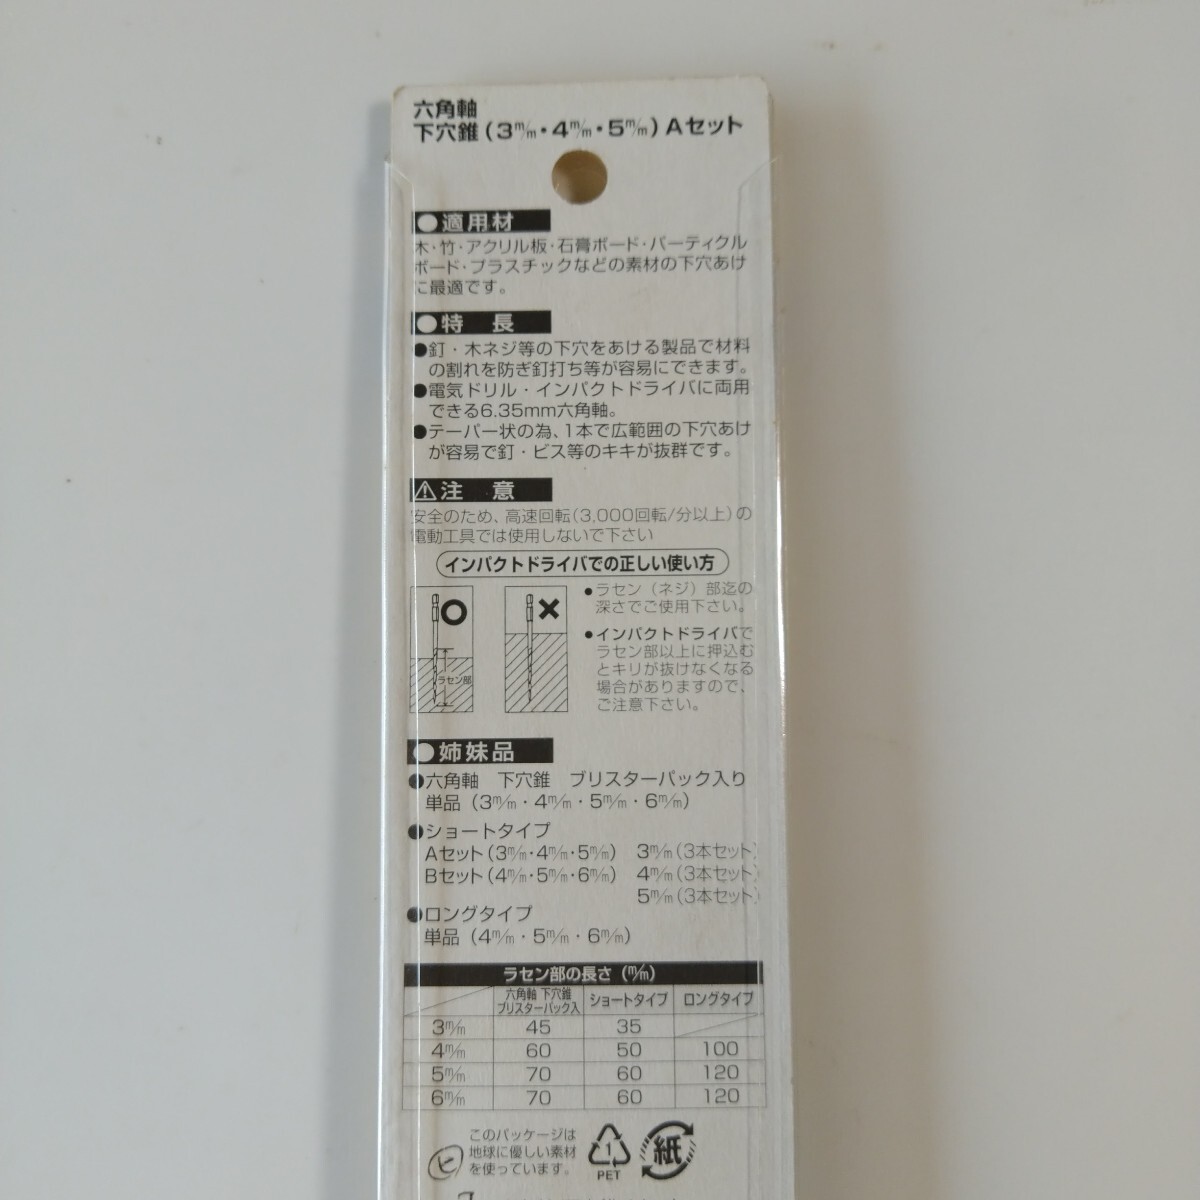 六角軸
下穴錐(3㎜・4㎜・5㎜)Aセット
●適用材
木・竹・アクリル板・石膏ボード・パーティクル
ボード・プラスチックなどの素材の下穴あけ
に最適です。
●特 長
●釘・木ネジ等の下穴をあける製品で材料
の割れを防ぎ釘打ち等が容易にできます。
●電気ドリル・インパクトドライバに両用
できる6.35mm六角軸。
●テーパー状の為、1本で広範囲の下穴あけ
が容易で釘・ビス等のキキが抜群です。
⚠注 意
安全のため、高速回転(3,000回転/分以上)の
電動工具では使用しないで下さい
インパクトドライバでの正しい使い方
○
ラセン部
×
●ラセン(ネジ)部迄の
深さでご使用下さい。
●インパクトドライバで
ラセン部以上に押込む
とキリが抜けなくなる
場合がありますので、
ご注意下さい。
●姉妹品
●六角軸 下穴錐 ブリスターパック入り
単品(3㎜・4㎜・5㎜・6㎜)
●ショートタイプ
Aセット(3㎜・4㎜・5㎜) 3㎜(3本セット)
Bセット(4㎜・5㎜・6㎜) 4㎜(3本セット)
5㎜(3本セット)
●ロングタイプ
単品(4㎜・5㎜・6㎜)
ラセン部の長さ(㎜)
六角軸 下穴錐
ブリスターパック入 ショートタイプ ロングタイプ
3㎜ 45 35
4㎜ 60 50 100
5㎜ 70 60 120
6㎜ 70 60 120
このパッケージは
地球に優しい素材
を使っています。
ヒ
1
PET
紙